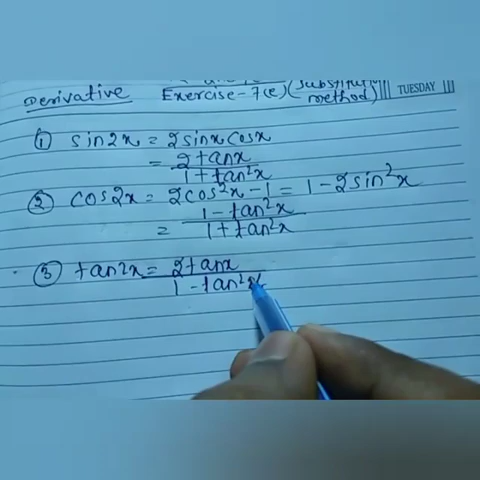 Derivative Exercise-7(e) (Substitution method) TUESDAY
① sin2x = 2sinx cosx
= 2tanx / 1+tan²x
② cos2x = 2cos²x - 1 = 1 - 2sin²x
= 1-tan²x / 1+tan²x
③ tan2x = 2tanx / 1-tan²x